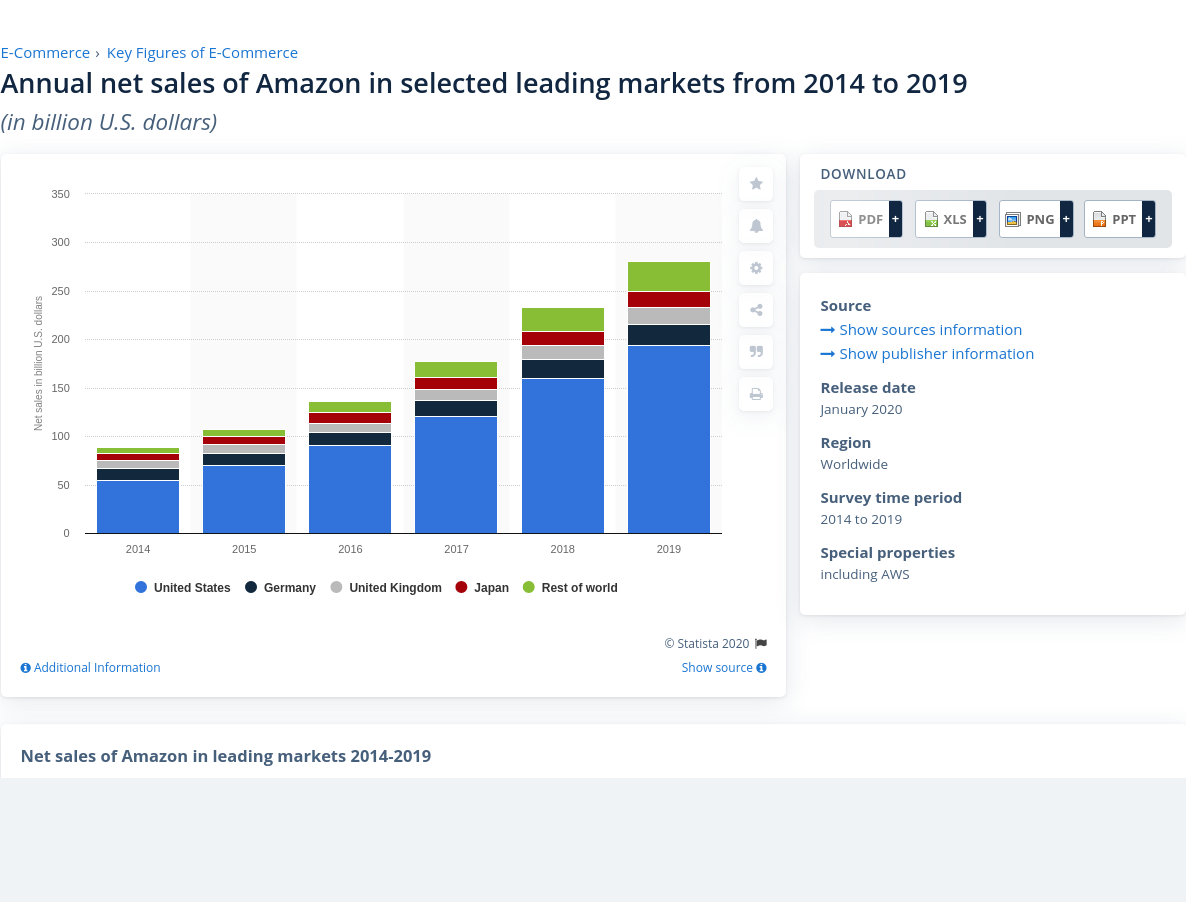 E-Commerce › Key Figures of E-Commerce
Annual net sales of Amazon in selected leading markets from 2014 to 2019
(in billion U.S. dollars)
Net sales in billion U.S. dollars
350
300
250
200
150
100
50
0
2014 2015 2016 2017 2018 2019
United States Germany United Kingdom Japan Rest of world
© Statista 2020
Additional Information Show source
DOWNLOAD
PDF + XLS + PNG + PPT +
Source
Show sources information
Show publisher information
Release date
January 2020
Region
Worldwide
Survey time period
2014 to 2019
Special properties
including AWS
Net sales of Amazon in leading markets 2014-2019